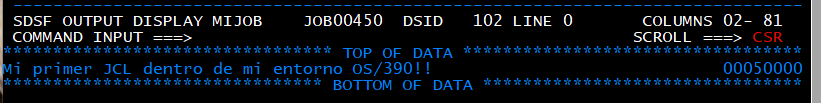 SDSF OUTPUT DISPLAY MIJOB JOB00450 DSID 102 LINE 0 COLUMNS 02- 81
COMMAND INPUT ===> SCROLL ===> CSR
********************************* TOP OF DATA **********************************
Mi primer JCL dentro de mi entorno OS/390!! 00050000
******************************** BOTTOM OF DATA ********************************